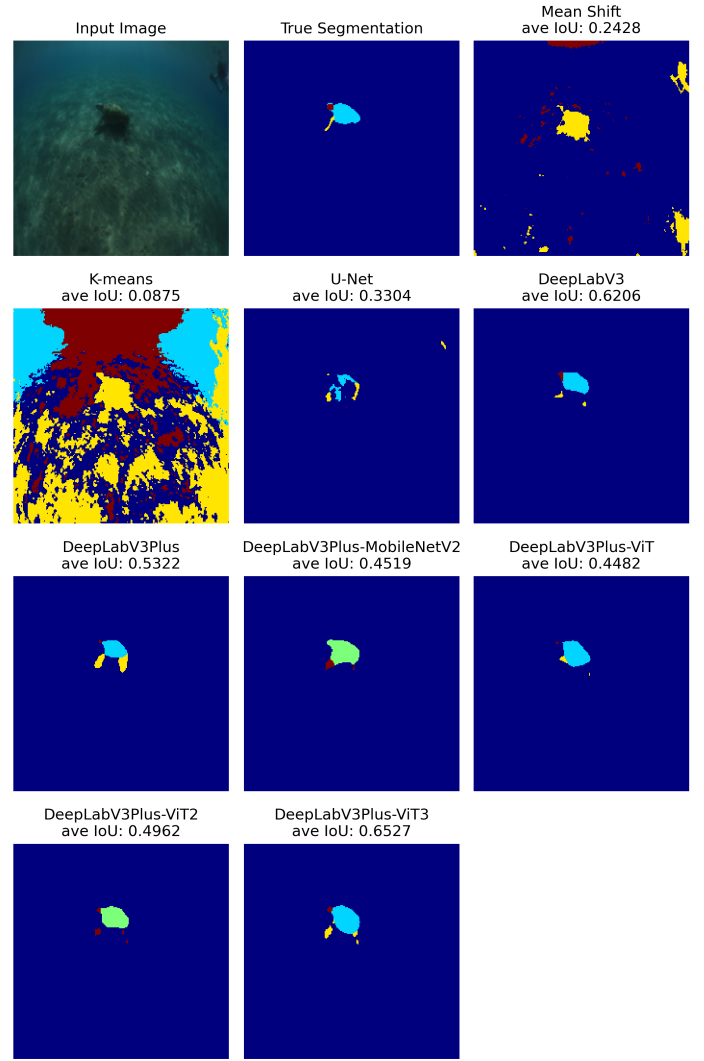 Input Image
True Segmentation
Mean Shift
ave IoU: 0.2428
K-means
ave IoU: 0.0875
U-Net
ave IoU: 0.3304
DeepLabV3
ave IoU: 0.6206
DeepLabV3Plus
ave IoU: 0.5322
DeepLabV3Plus-MobileNetV2
ave IoU: 0.4519
DeepLabV3Plus-ViT
ave IoU: 0.4482
DeepLabV3Plus-ViT2
ave IoU: 0.4962
DeepLabV3Plus-ViT3
ave IoU: 0.6527